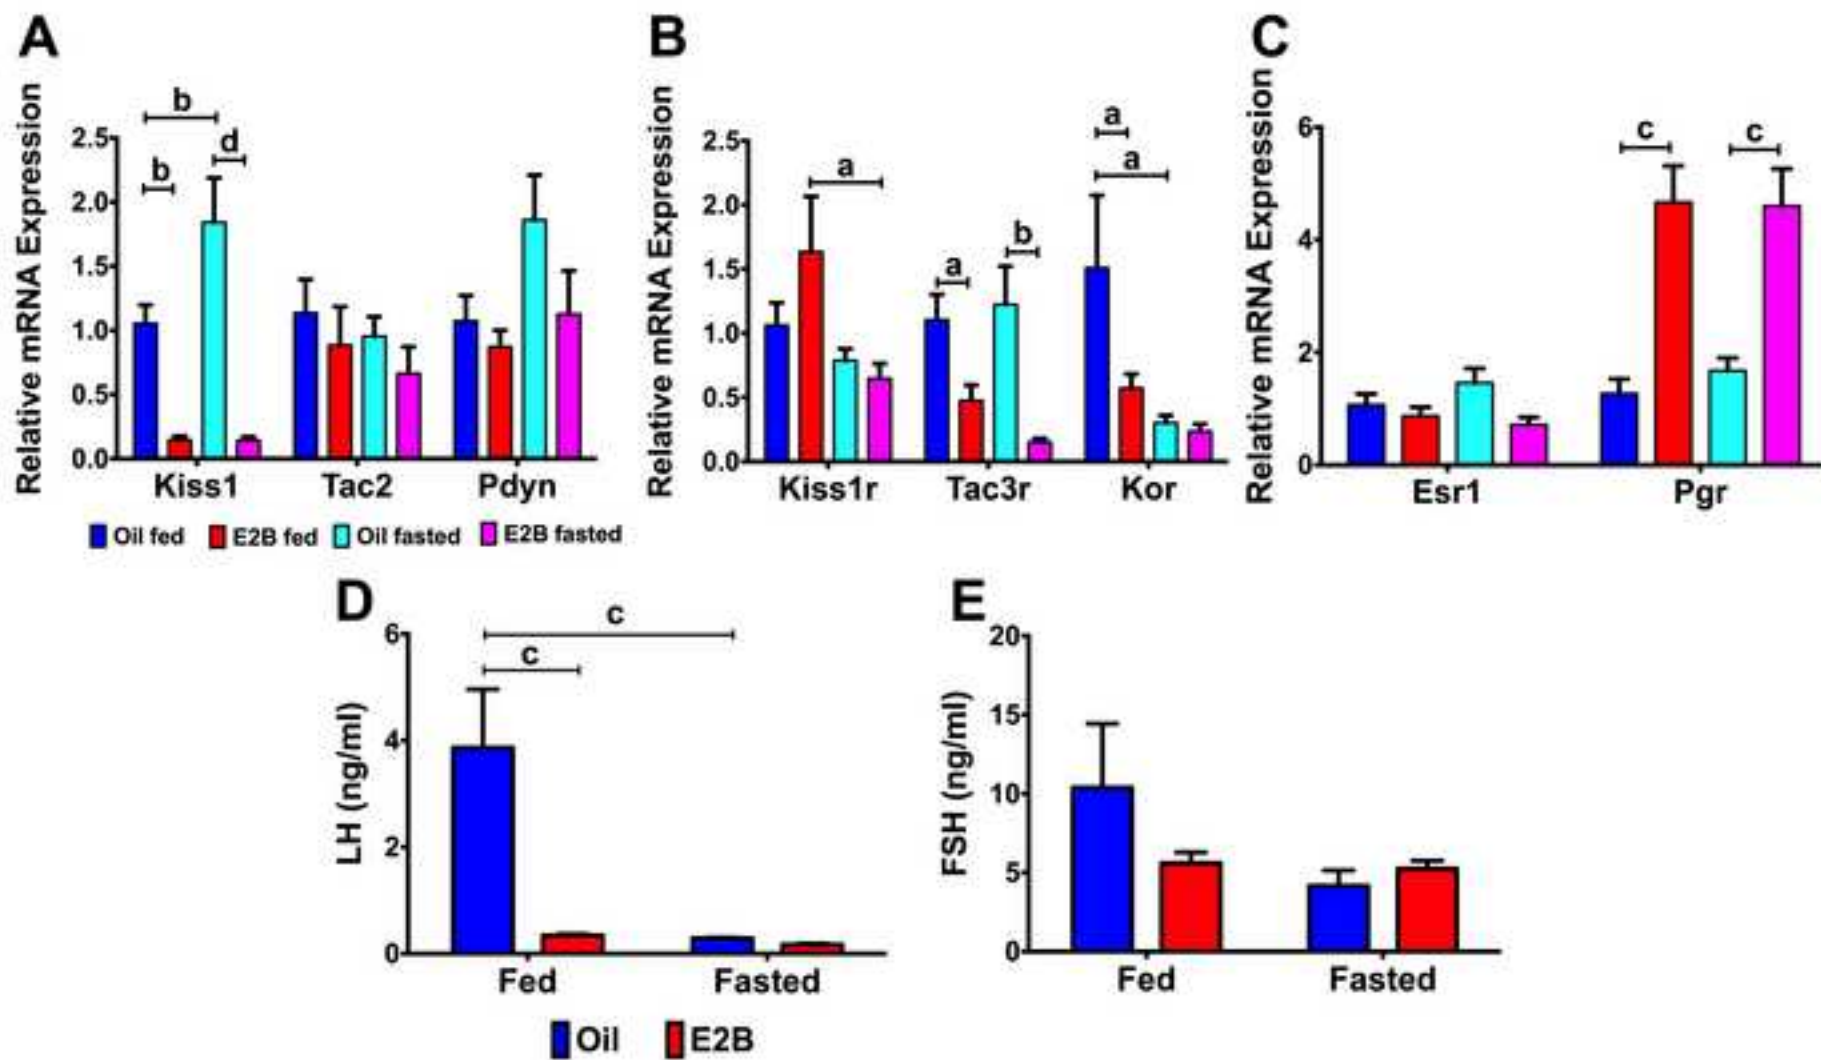 A
Relative mRNA Expression
2.5
2.0
1.5
1.0
0.5
0.0
b
b
d
Kiss1
Tac2
Pdyn
Oil fed
E2B fed
Oil fasted
E2B fasted
B
Relative mRNA Expression
2.5
2.0
1.5
1.0
0.5
0.0
a
a
b
a
a
Kiss1r
Tac3r
Kor
C
Relative mRNA Expression
6
4
2
0
c
c
Esr1
Pgr
D
LH (ng/ml)
6
4
2
0
c
c
Fed
Fasted
Oil
E2B
E
FSH (ng/ml)
20
15
10
5
0
Fed
Fasted